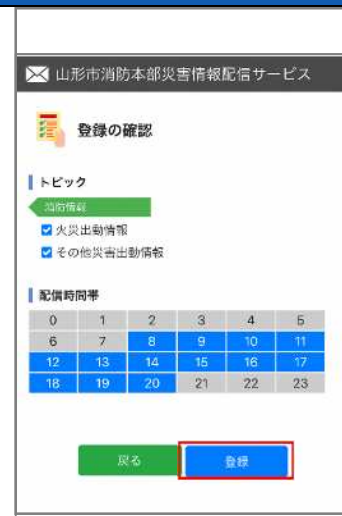 山形市消防本部災害情報配信サービス
登録の確認
トピック
消防情報
火災出動情報
その他災害出動情報
配信時間帯
0 1 2 3 4 5
6 7 8 9 10 11
12 13 14 15 16 17
18 19 20 21 22 23
戻る 登録